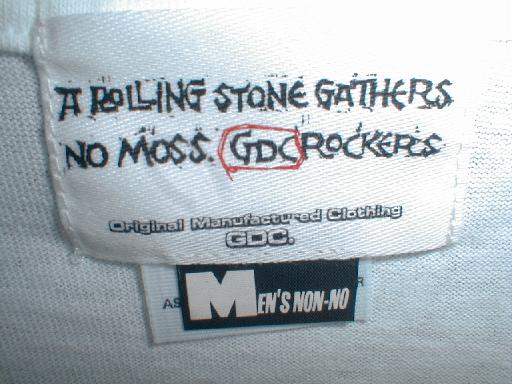 A ROLLING STONE GATHERS
NO MOSS. GDC ROCKERS
Original Manufactured Clothing
GDC.
MEN'S NON-NO